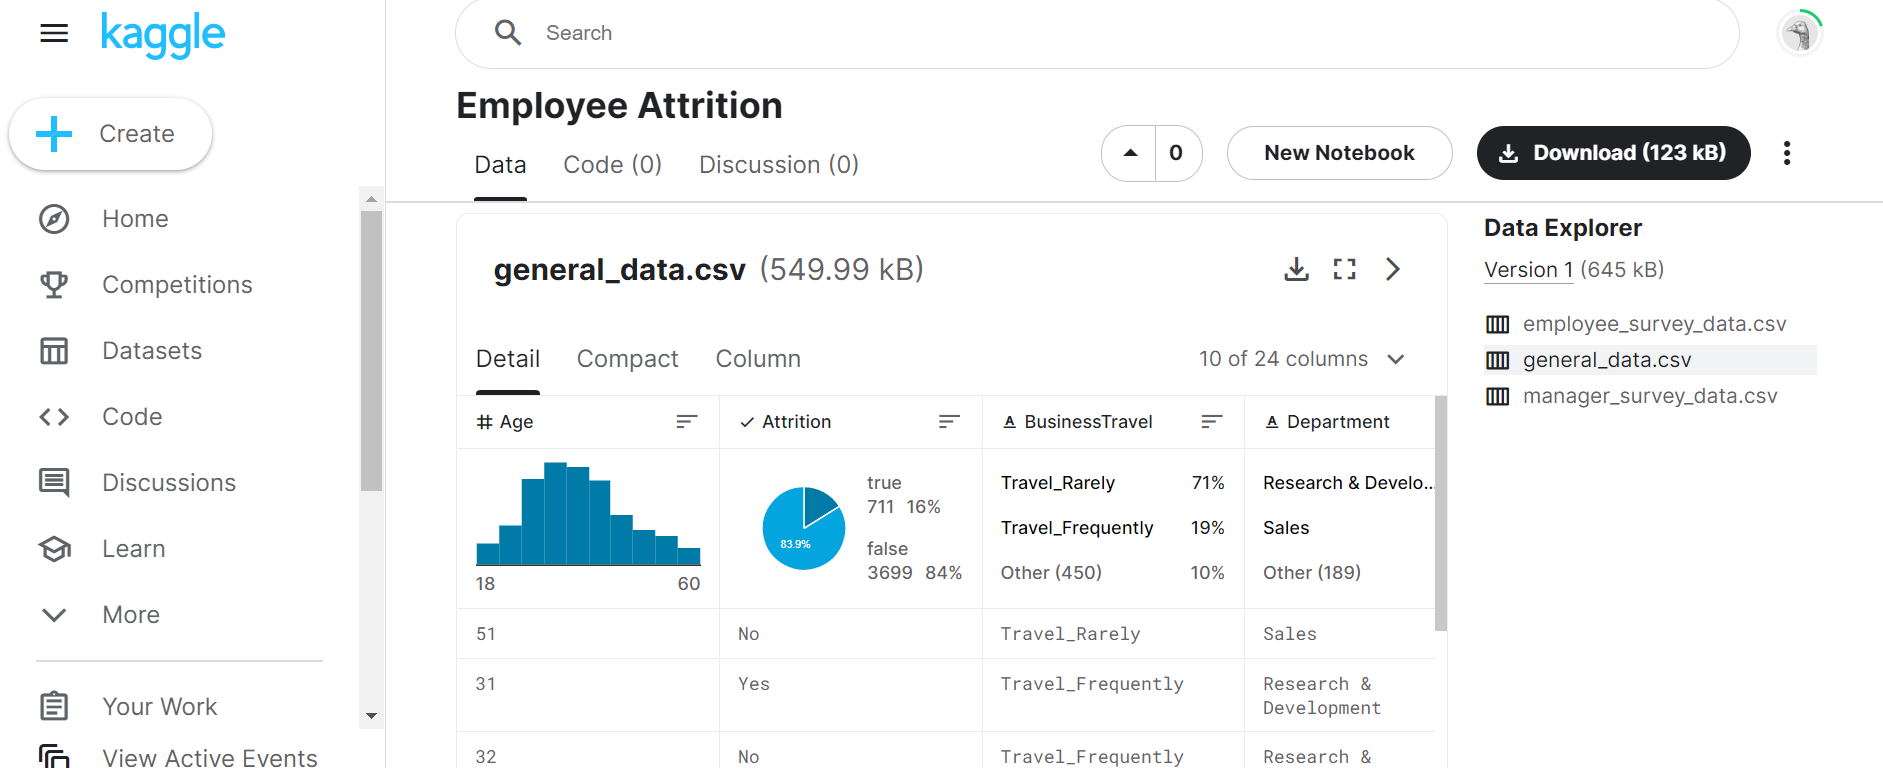 kaggle
Search
Create
Home
Competitions
Datasets
Code
Discussions
Learn
More
Your Work
View Active Events
Employee Attrition
Data Code (0) Discussion (0)
0
New Notebook
Download (123 kB)
general_data.csv (549.99 kB)
Detail Compact Column
10 of 24 columns
# Age
Attrition
A BusinessTravel
A Department
18 60
83.9%
true
711 16%
false
3699 84%
Travel_Rarely 71%
Travel_Frequently 19%
Other (450) 10%
Research & Develo...
Sales
Other (189)
51 No Travel_Rarely Sales
31 Yes Travel_Frequently Research &
Development
32 No Travel_Frequently Research &
Data Explorer
Version 1 (645 kB)
employee_survey_data.csv
general_data.csv
manager_survey_data.csv